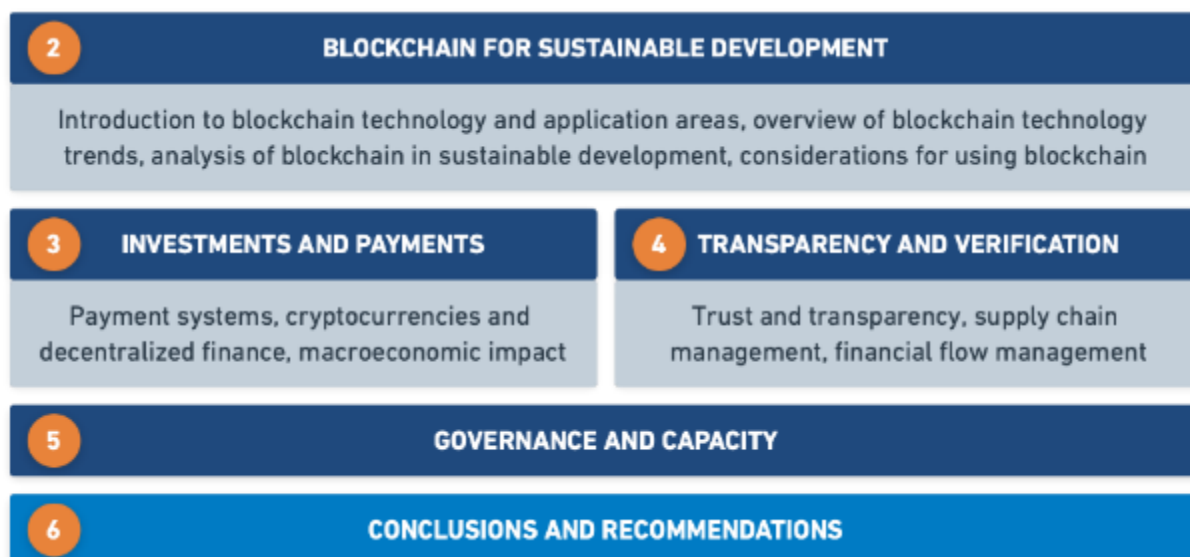 2
BLOCKCHAIN FOR SUSTAINABLE DEVELOPMENT
Introduction to blockchain technology and application areas, overview of blockchain technology
trends, analysis of blockchain in sustainable development, considerations for using blockchain
3
INVESTMENTS AND PAYMENTS
Payment systems, cryptocurrencies and
decentralized finance, macroeconomic impact
4
TRANSPARENCY AND VERIFICATION
Trust and transparency, supply chain
management, financial flow management
5
GOVERNANCE AND CAPACITY
6
CONCLUSIONS AND RECOMMENDATIONS